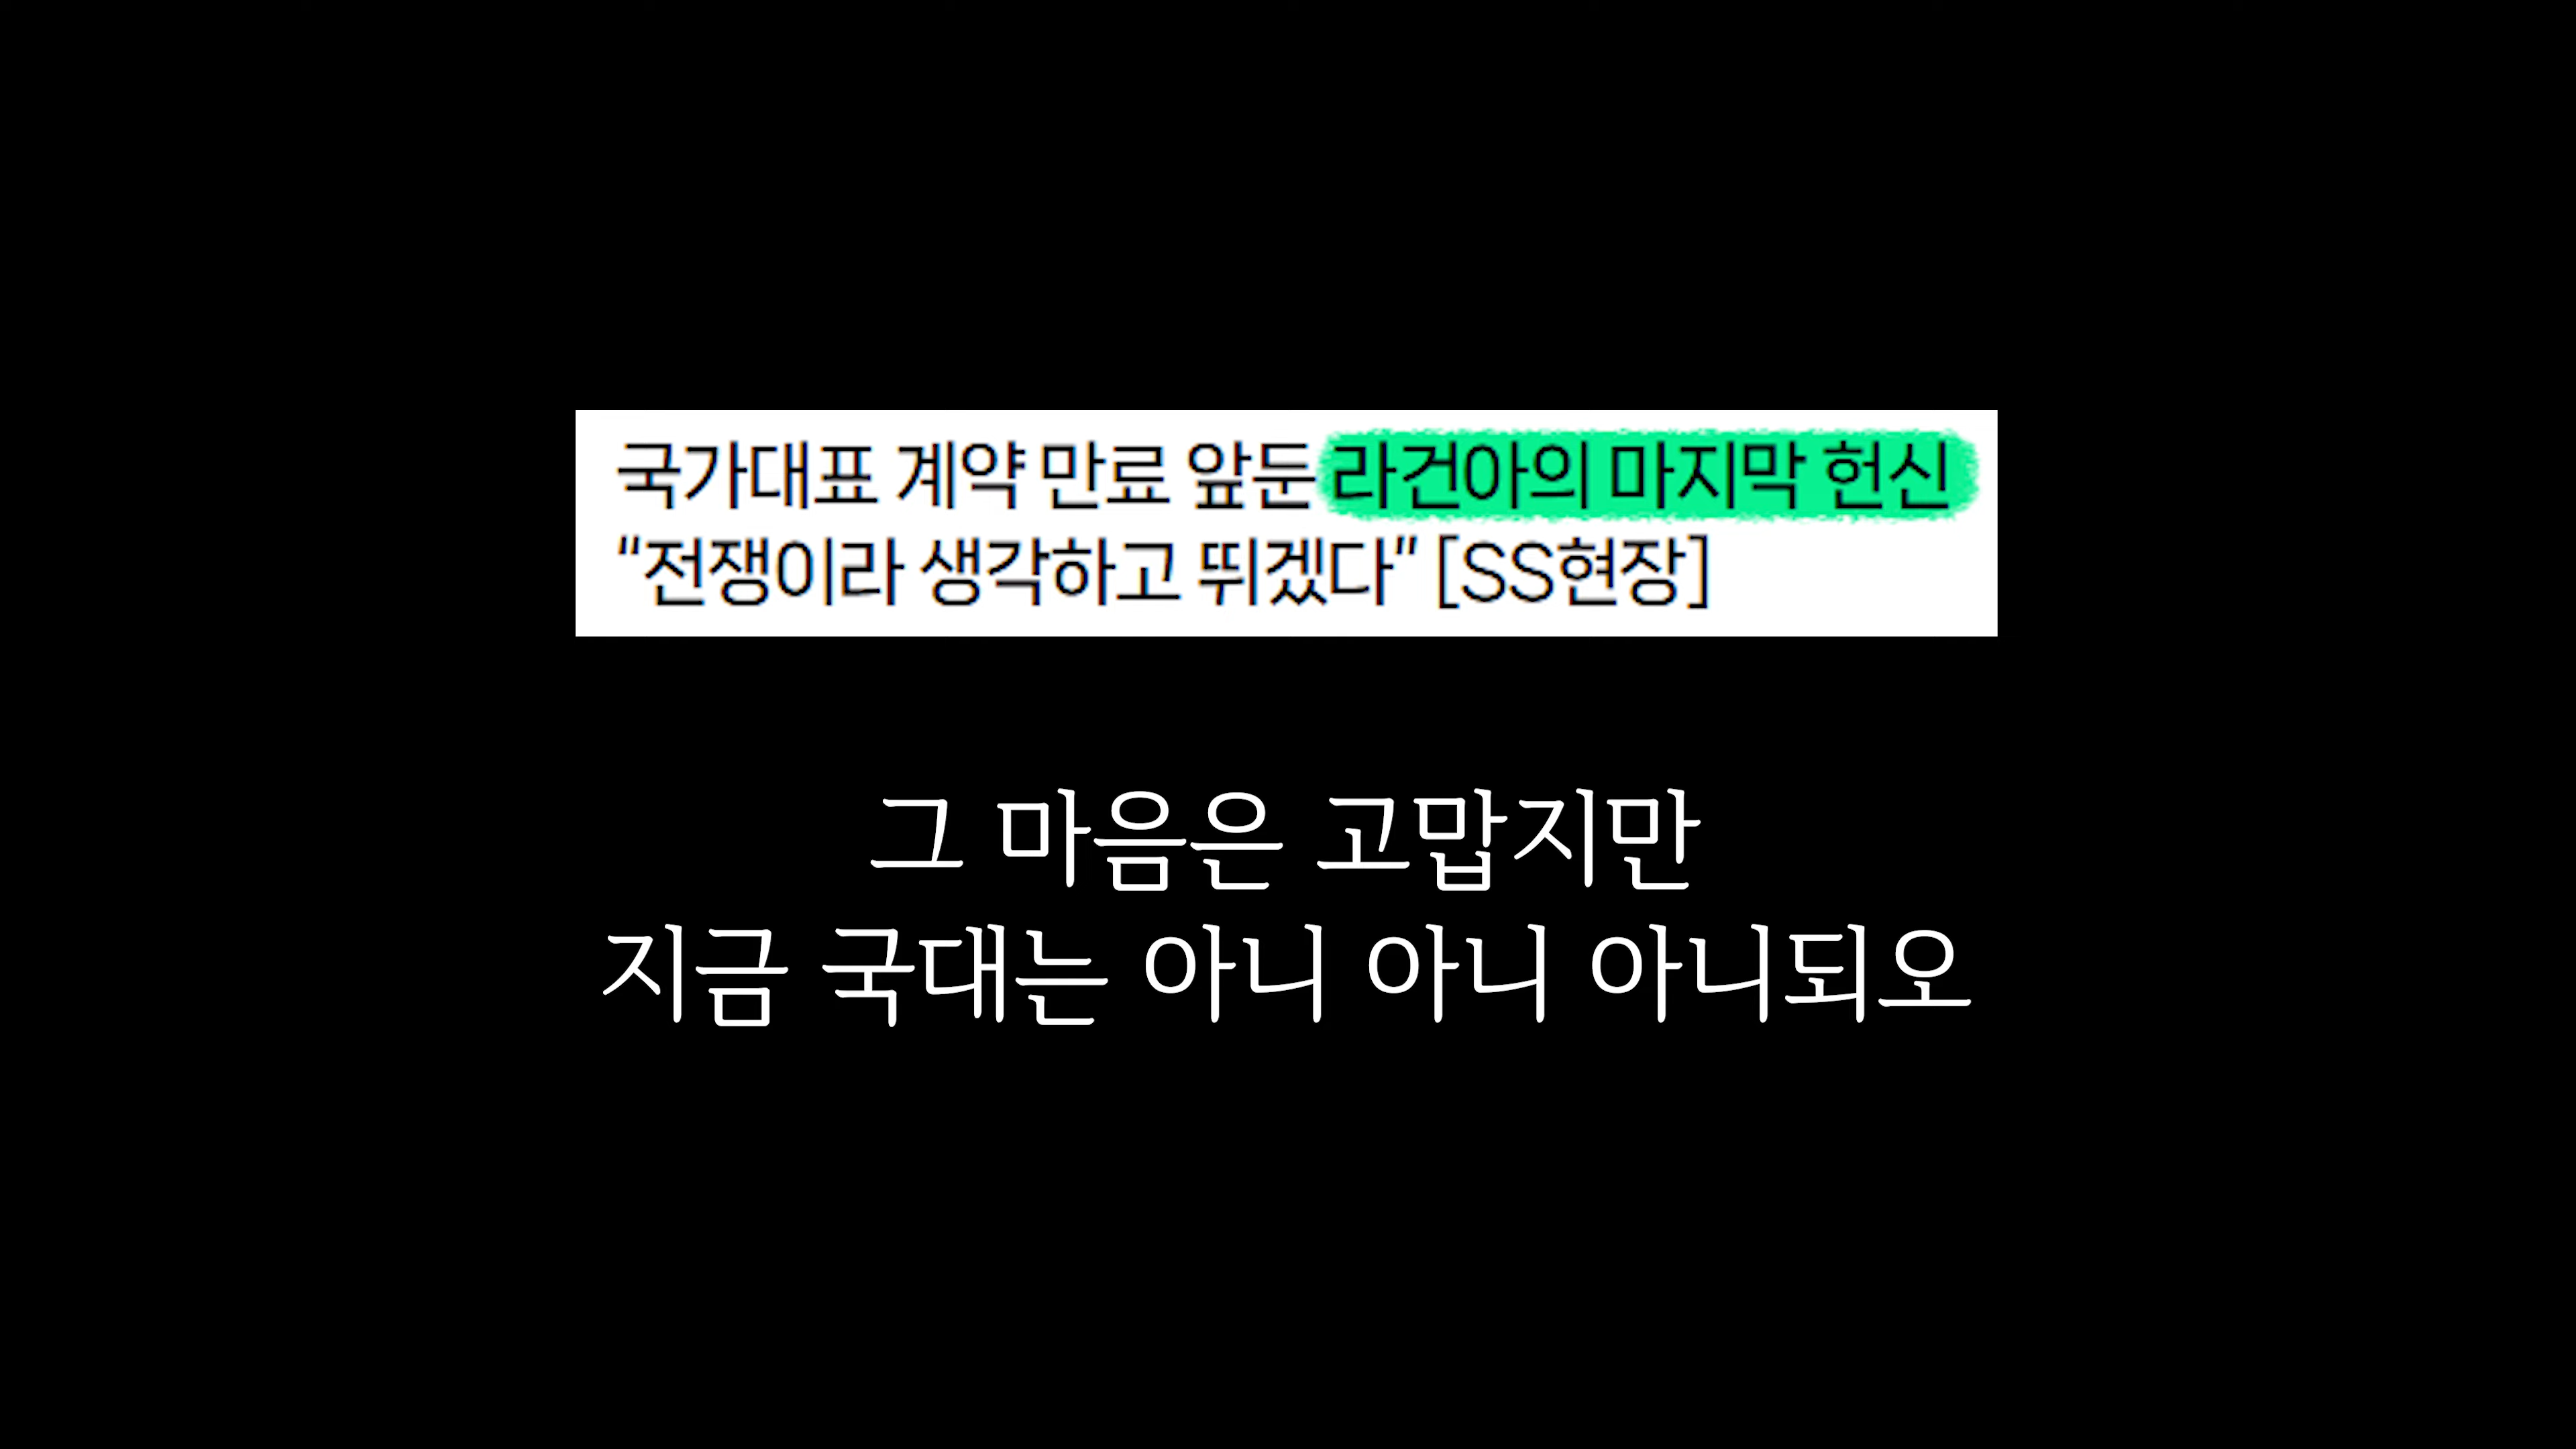 국가대표 계약 만료 앞둔 라건아의 마지막 헌신
“전쟁이라 생각하고 뛰겠다” [SS현장]
그 마음은 고맙지만
지금 국대는 아니 아니 아니되오